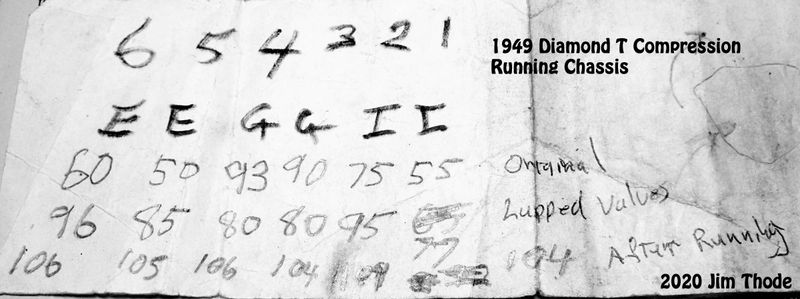 6 5 4 3 2 1
1949 Diamond T Compression
Running Chassis
E E G G I I
60 50 93 90 75 55 Original
96 85 80 80 95 Lapped Valves
77
106 105 106 104 109 104 After Running
2020 Jim Thode